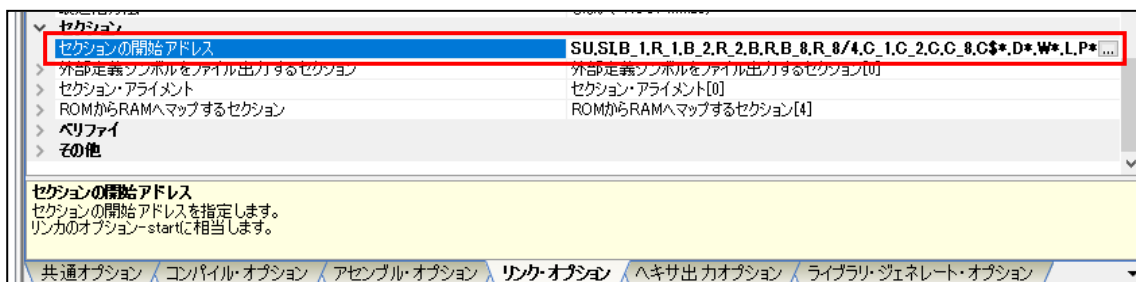 セクション
セクションの開始アドレス SU,SI,B_1,R_1,B_2,R_2,B,R,B_8,R_8/4,C_1,C_2,C,C_8,C$*,D*,W*,L,P* ...
外部定義シンボルをファイル出力するセクション 外部定義シンボルをファイル出力するセクション[0]
セクション・アライメント セクション・アライメント[0]
ROMからRAMへマップするセクション ROMからRAMへマップするセクション[4]
ベリファイ
その他
セクションの開始アドレス
セクションの開始アドレスを指定します。
リンカのオプション-startに相当します。
共通オプション コンパイル・オプション アセンブル・オプション リンク・オプション ヘキサ出力オプション ライブラリ・ジェネレート・オプション